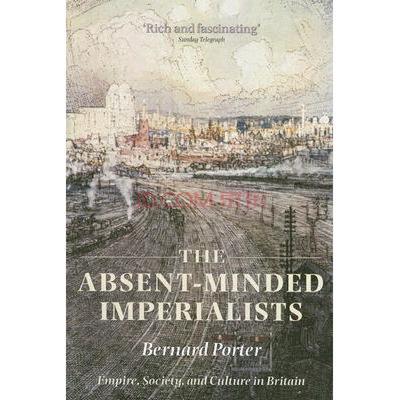 'Rich and fascinating'
Sunday Telegraph
THE
ABSENT-MINDED
IMPERIALISTS
Bernard Porter
Empire, Society, and Culture in Britain